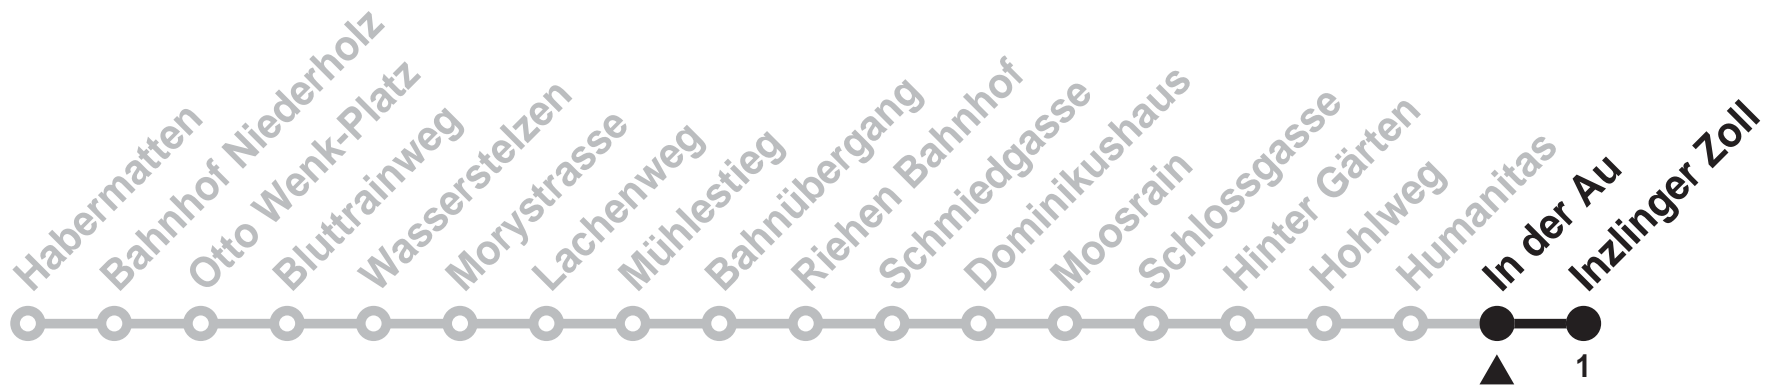 Habermatten
Bahnhof Niederholz
Otto Wenk-Platz
Bluttrainweg
Wasserstelzen
Morystrasse
Lachenweg
Mühlestieg
Bahnübergang
Riehen Bahnhof
Schmiedgasse
Dominikushaus
Moosrain
Schlossgasse
Hinter Gärten
Hohlweg
Humanitas
In der Au
Inzlinger Zoll
1